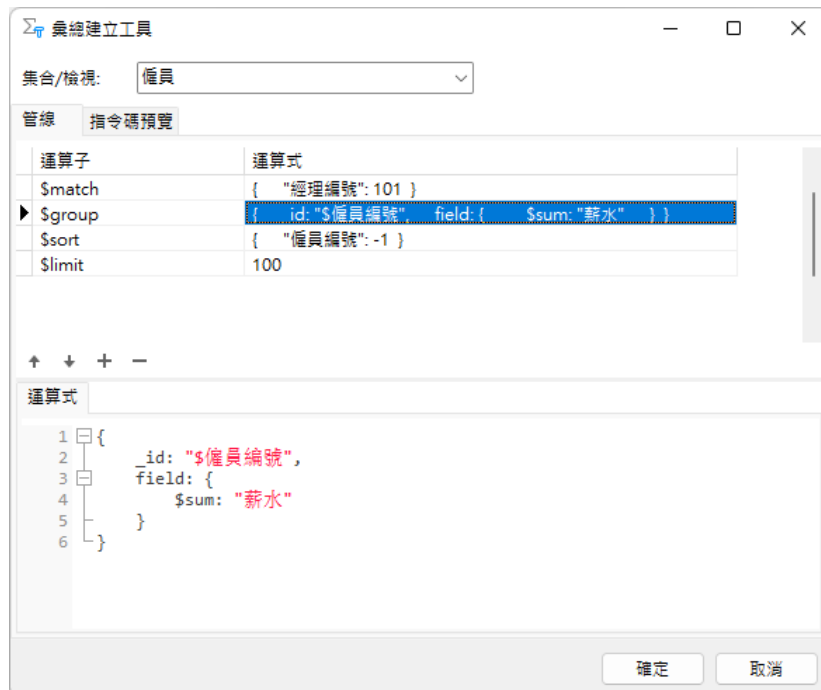 彙總建立工具
集合/檢視: 僱員
管線 指令碼預覽
運算子 運算式
$match { "經理編號": 101 }
$group { _id: "$僱員編號", field: { $sum: "薪水" } }
$sort { "僱員編號": -1 }
$limit 100
運算式
1 {
2 _id: "$僱員編號",
3 field: {
4 $sum: "薪水"
5 }
6 }
確定 取消